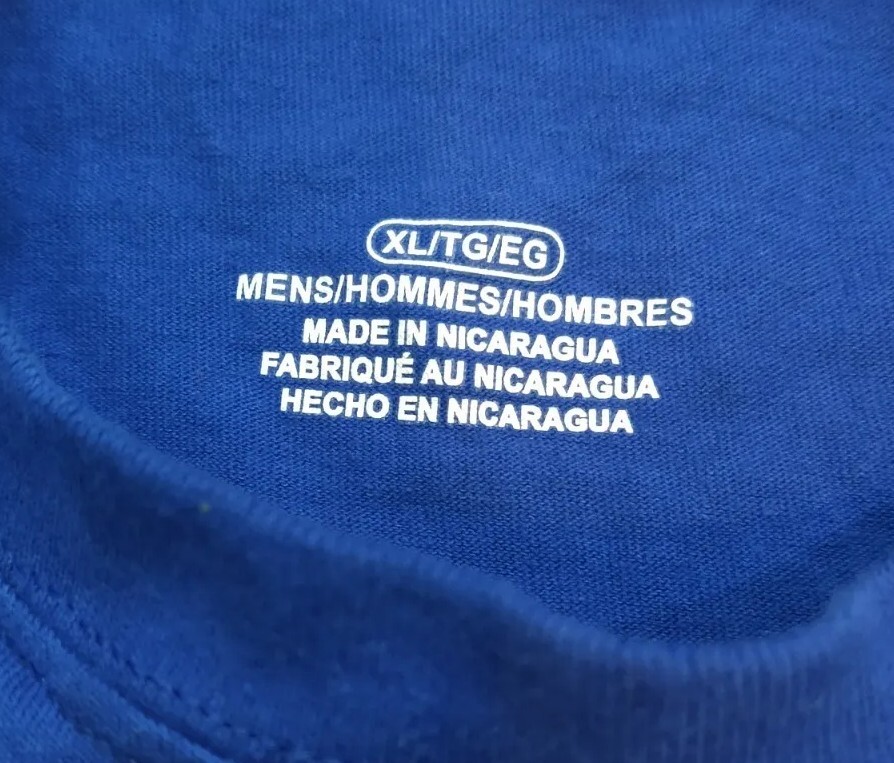 XL/TG/EG
MENS/HOMMES/HOMBRES
MADE IN NICARAGUA
FABRIQUÉ AU NICARAGUA
HECHO EN NICARAGUA